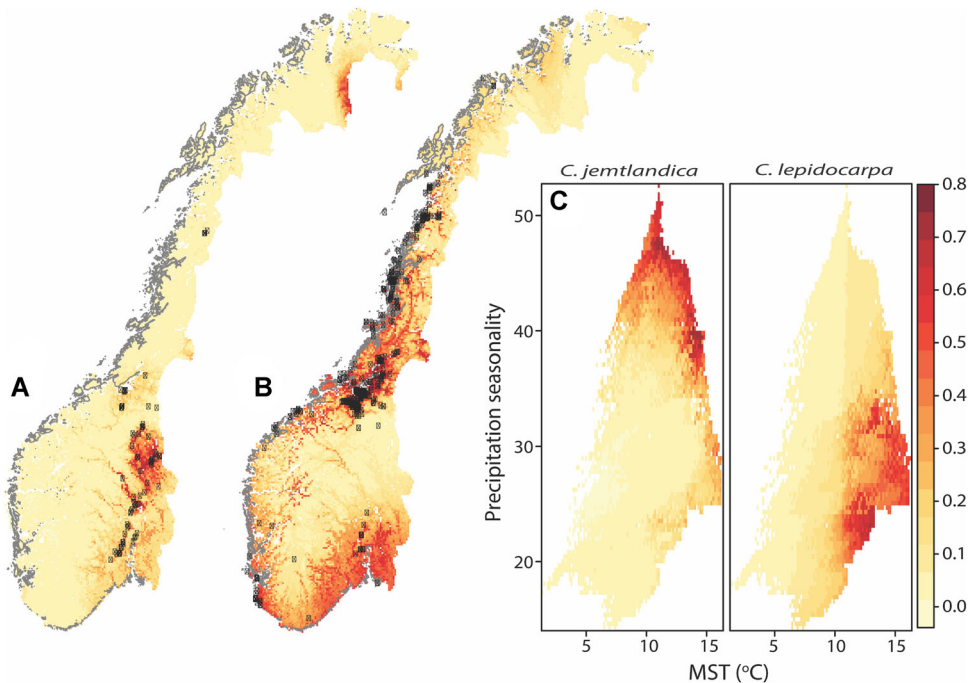 A
B
C
C. jemtlandica
C. lepidocarpa
Precipitation seasonality
50
40
30
20
5
10
15
5
10
15
MST (°C)
0.8
0.7
0.6
0.5
0.4
0.3
0.2
0.1
0.0